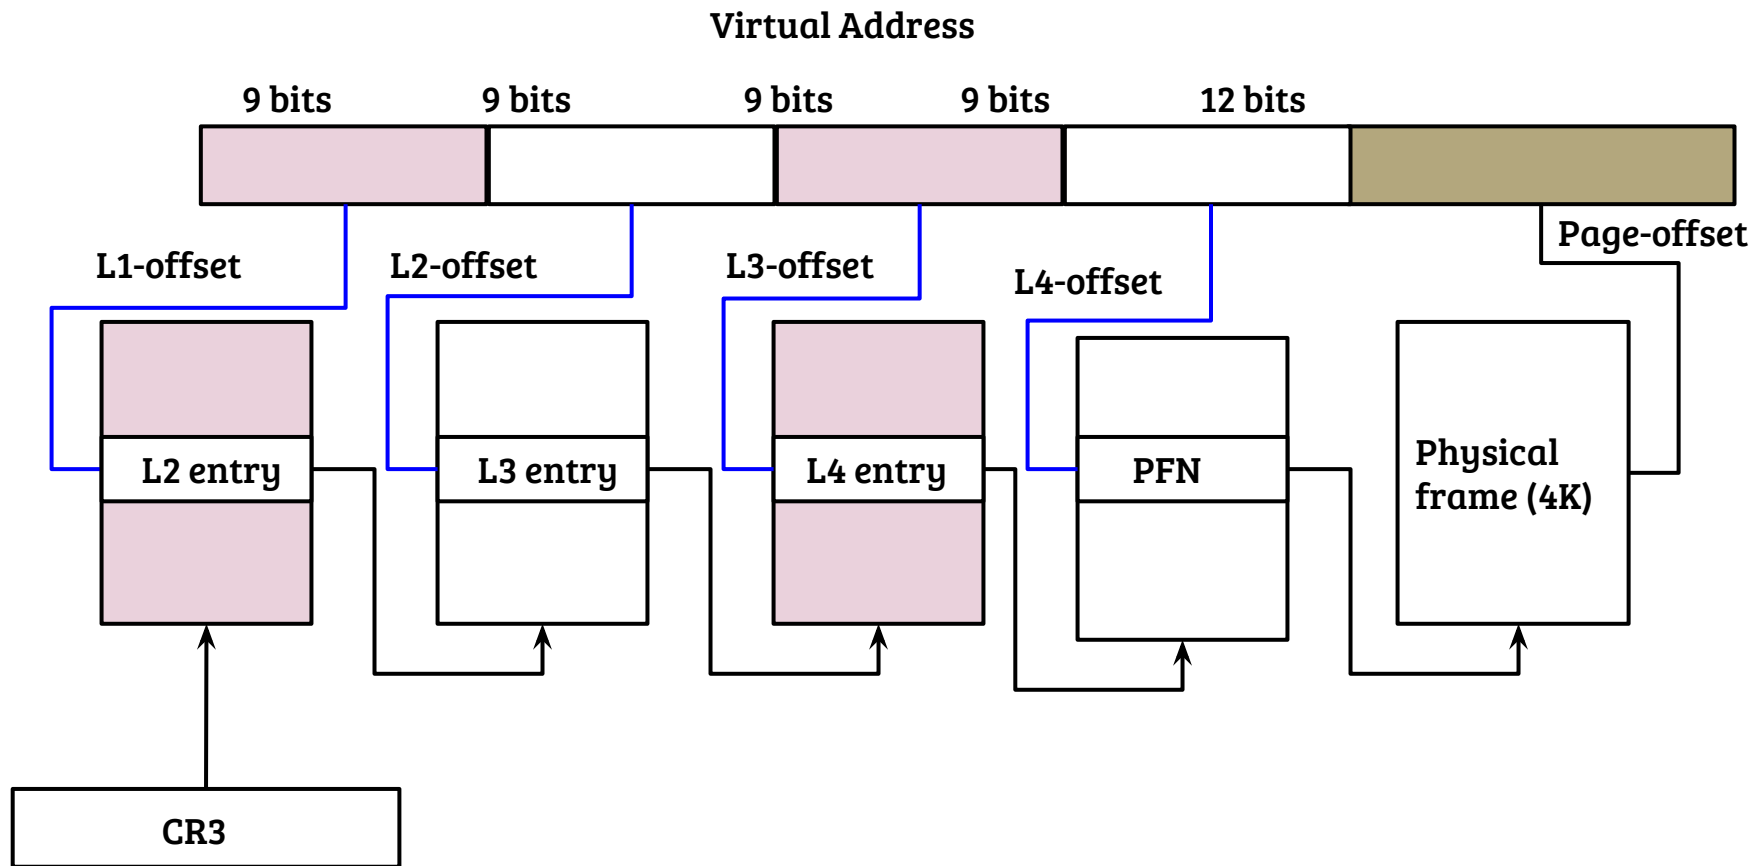 Virtual Address
9 bits
9 bits
9 bits
9 bits
12 bits
Page-offset
L1-offset
L2-offset
L3-offset
L4-offset
L2 entry
L3 entry
L4 entry
PFN
Physical
frame (4K)
CR3